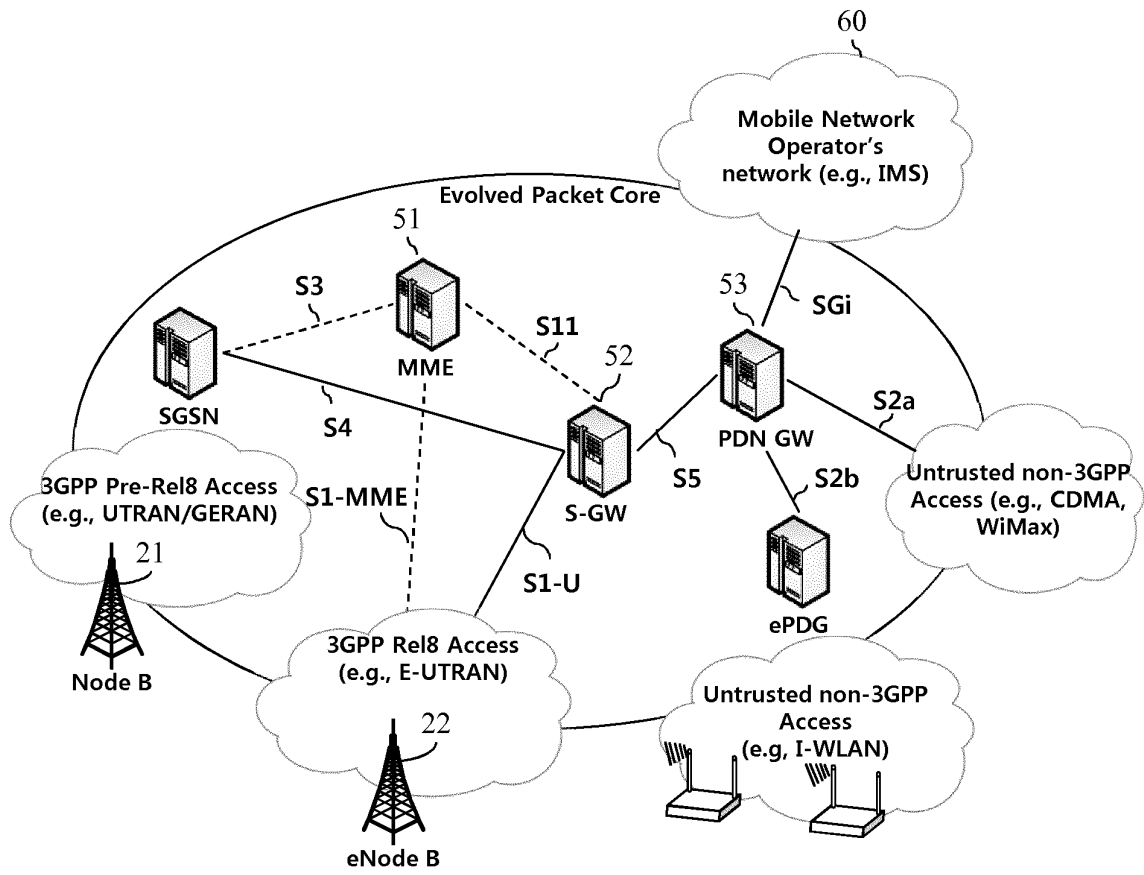 60
Mobile Network
Operator's
network (e.g., IMS)
Evolved Packet Core
51
53
S3
SGi
S11
52
MME
SGSN
S4
S2a
PDN GW
S5
S2b
3GPP Pre-Rel8 Access
(e.g., UTRAN/GERAN)
S1-MME
S-GW
Untrusted non-3GPP
Access (e.g., CDMA,
WiMax)
21
S1-U
ePDG
3GPP Rel8 Access
(e.g., E-UTRAN)
Node B
Untrusted non-3GPP
Access
(e.g, I-WLAN)
22
eNode B